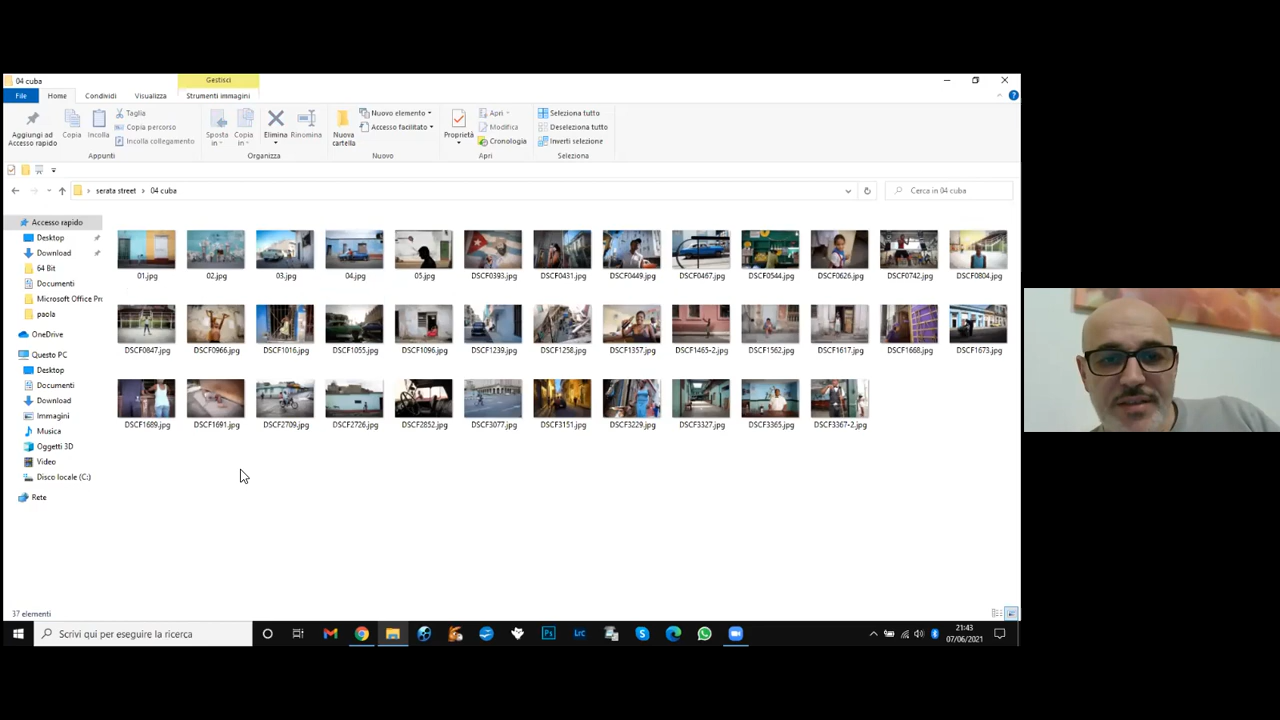 04 cuba
Gestisci
File Home Condividi Visualizza Strumenti immagini
Aggiungi ad Accesso rapido
Copia
Incolla
Taglia
Copia percorso
Incolla collegamento
Appunti
Sposta in
Copia in
Elimina
Rinomina
Organizza
Nuova cartella
Nuovo elemento
Accesso facilitato
Nuovo
Proprietà
Apri
Modifica
Cronologia
Apri
Seleziona tutto
Deseleziona tutto
Inverti selezione
Seleziona
serata street > 04 cuba
Cerca in 04 cuba
Accesso rapido
Desktop
Download
64 Bit
Documenti
Microsoft Office Pro
paola
OneDrive
Questo PC
Desktop
Documenti
Download
Immagini
Musica
Oggetti 3D
Video
Disco locale (C:)
Rete
01.jpg 02.jpg 03.jpg 04.jpg 05.jpg DSCF0393.jpg DSCF0431.jpg DSCF0449.jpg DSCF0467.jpg DSCF0544.jpg DSCF0626.jpg DSCF0742.jpg DSCF0804.jpg
DSCF0847.jpg DSCF0966.jpg DSCF1016.jpg DSCF1055.jpg DSCF1096.jpg DSCF1239.jpg DSCF1258.jpg DSCF1357.jpg DSCF1465-2.jpg DSCF1562.jpg DSCF1617.jpg DSCF1668.jpg DSCF1673.jpg
DSCF1689.jpg DSCF1691.jpg DSCF2709.jpg DSCF2726.jpg DSCF2852.jpg DSCF3077.jpg DSCF3151.jpg DSCF3229.jpg DSCF3327.jpg DSCF3365.jpg DSCF3367-2.jpg
37 elementi
Scrivi qui per eseguire la ricerca
Ps
Lrc
21:43
07/06/2021